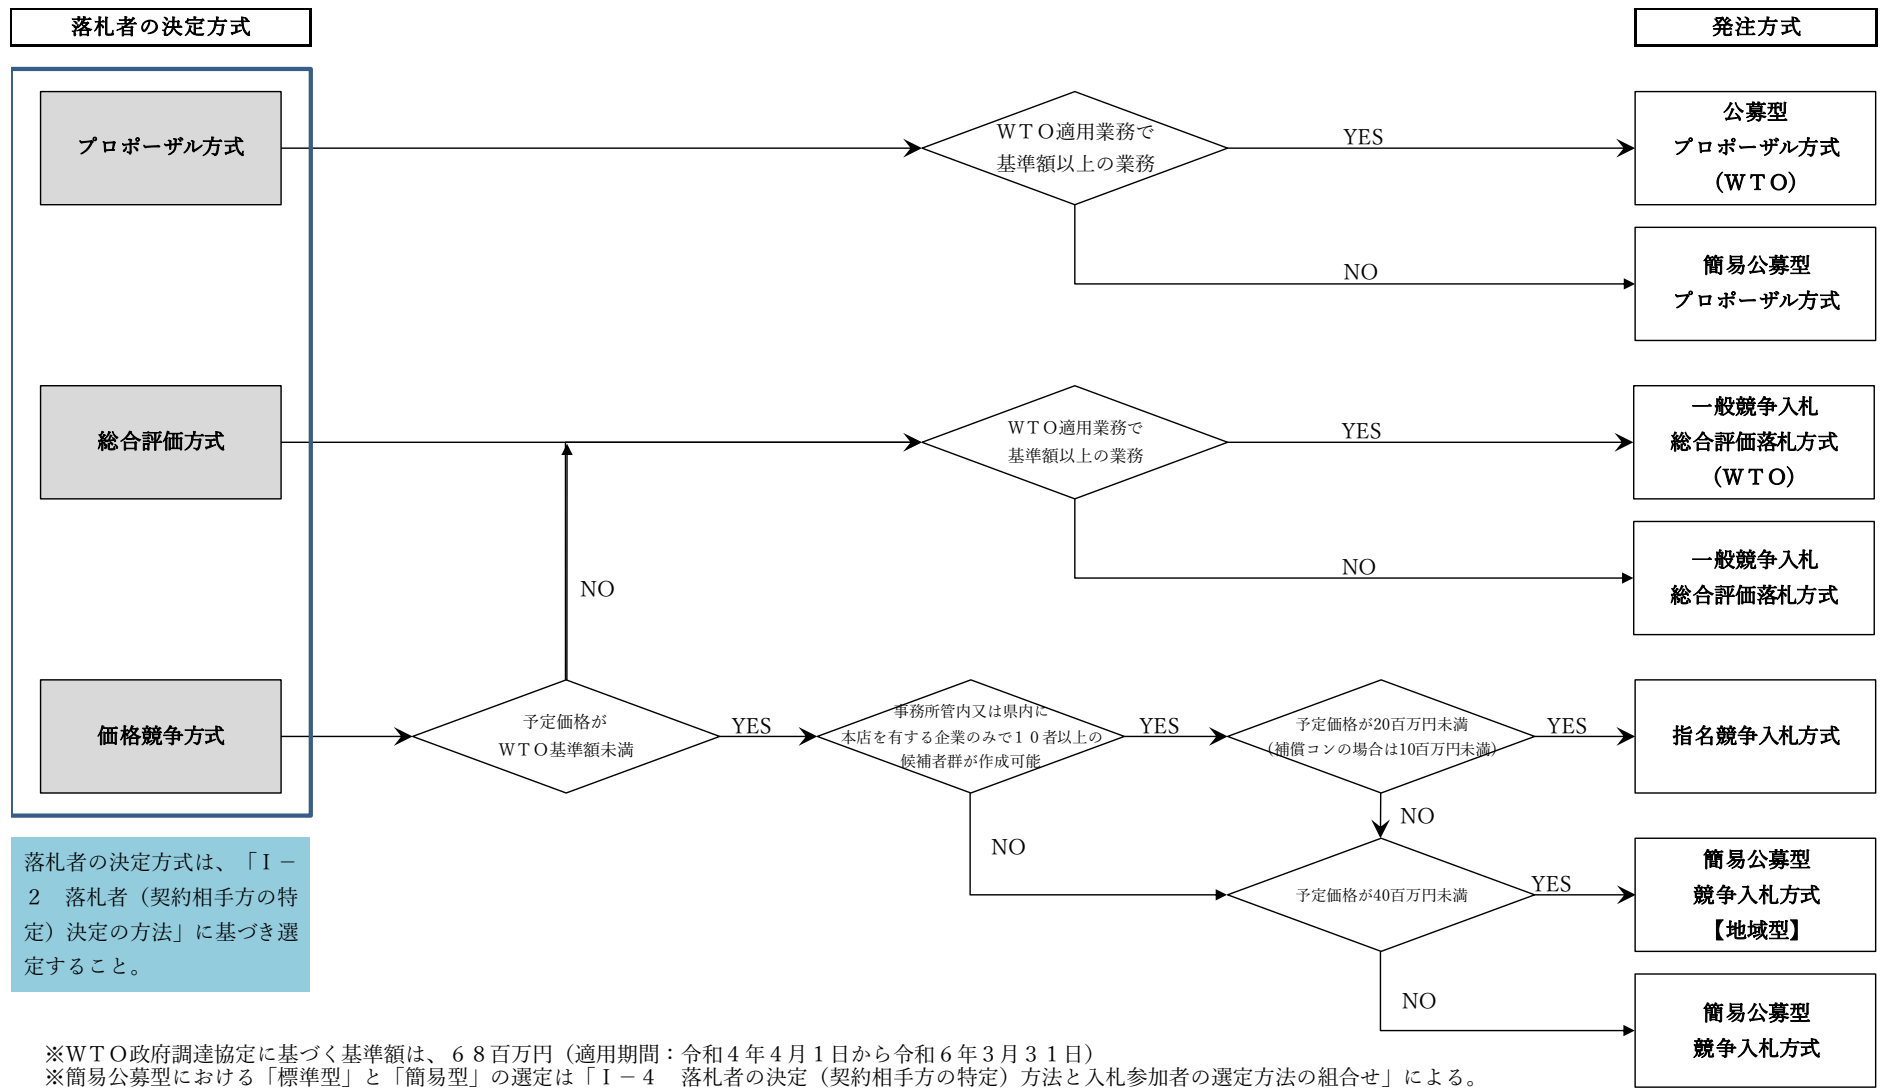 落札者の決定方式
発注方式
プロポーザル方式
ＷＴＯ適用業務で
基準額以上の業務
YES
公募型
プロポーザル方式
（ＷＴＯ）
NO
簡易公募型
プロポーザル方式
総合評価方式
ＷＴＯ適用業務で
基準額以上の業務
YES
一般競争入札
総合評価落札方式
（ＷＴＯ）
NO
一般競争入札
総合評価落札方式
NO
価格競争方式
予定価格が
ＷＴＯ基準額未満
YES
事務所管内又は県内に
本店を有する企業のみで１０者以上の
候補者群が作成可能
YES
予定価格が20百万円未満
（補償コンの場合は10百万円未満）
YES
指名競争入札方式
NO
NO
予定価格が40百万円未満
YES
簡易公募型
競争入札方式
【地域型】
NO
簡易公募型
競争入札方式
落札者の決定方式は、「Ｉ－
２　落札者（契約相手方の特
定）決定の方法」に基づき選
定すること。
※ＷＴＯ政府調達協定に基づく基準額は、６８百万円（適用期間：令和４年４月１日から令和６年３月３１日）
※簡易公募型における「標準型」と「簡易型」の選定は「Ｉ－４　落札者の決定（契約相手方の特定）方法と入札参加者の選定方法の組合せ」による。